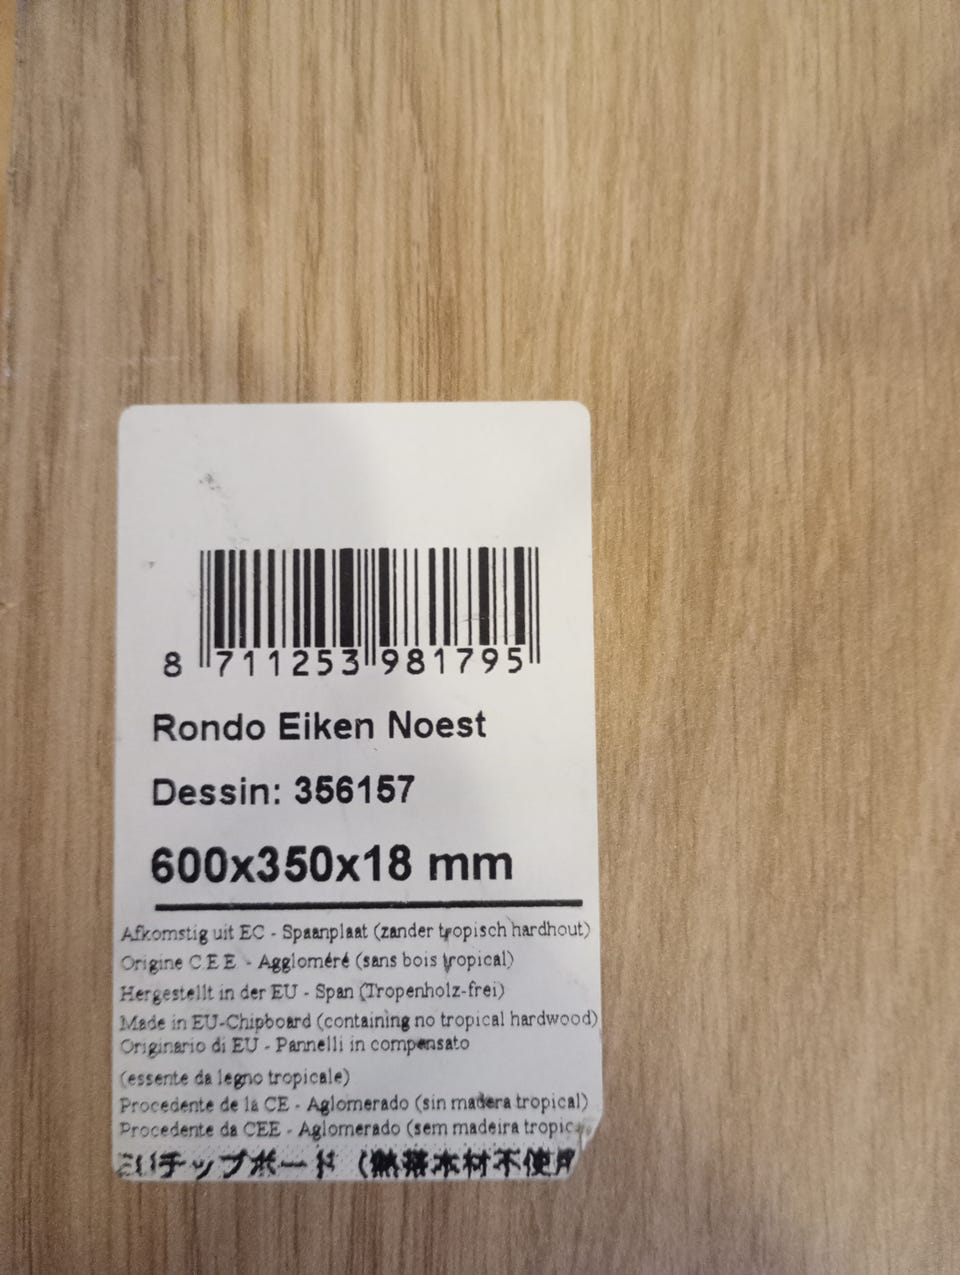 8 711253 981795
Rondo Eiken Noest
Dessin: 356157
600x350x18 mm
Afkomstig uit EC - Spaanplaat (zander tropisch hardhout)
Origine C.E.E. - Aggloméré (sans bois tropical)
Hergestellt in der EU - Span (Tropenholz-frei)
Made in EU-Chipboard (containing no tropical hardwood)
Originario di EU - Pannelli in compensato
(essente da legno tropicale)
Procedente de la CE - Aglomerado (sin madera tropical)
Procedente da CEE - Aglomerado (sem madeira tropic
チップボード (熱帯木材不使用